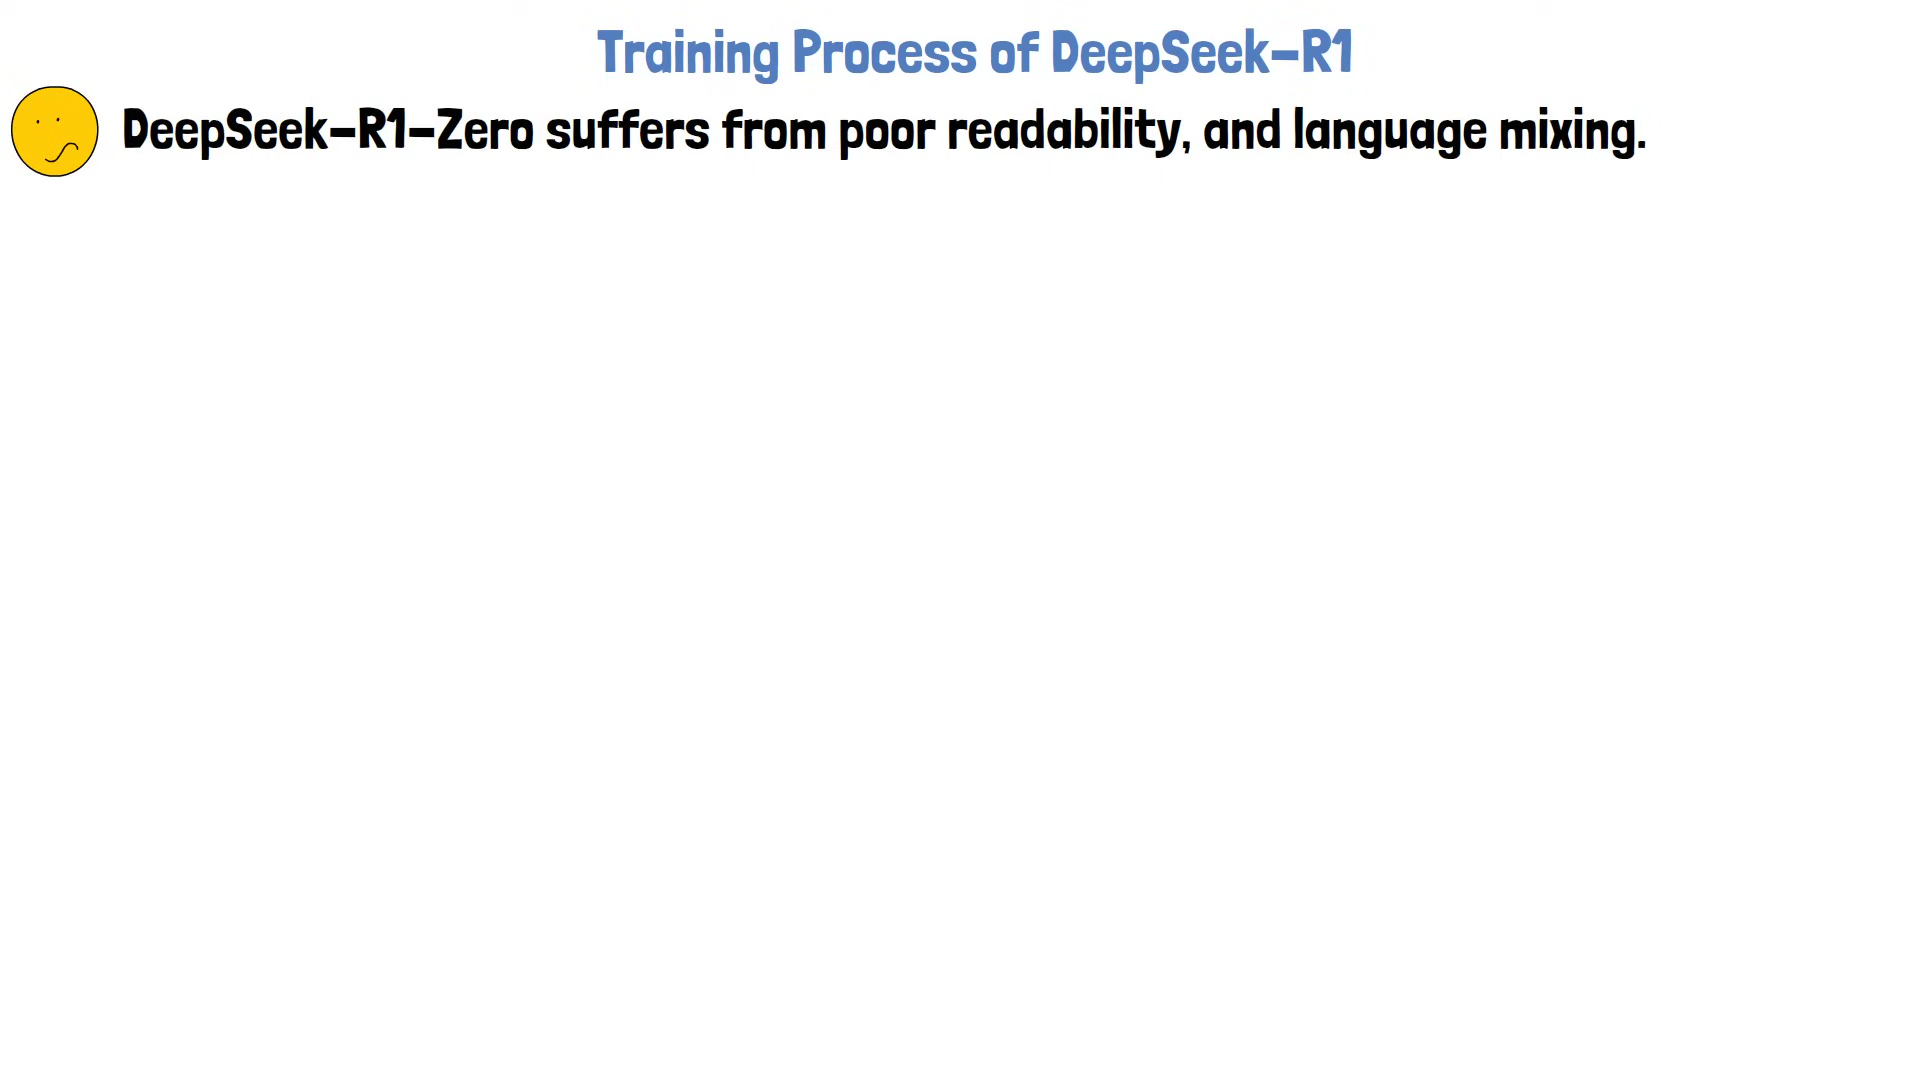 Training Process of DeepSeek-R1
DeepSeek-R1-Zero suffers from poor readability, and language mixing.